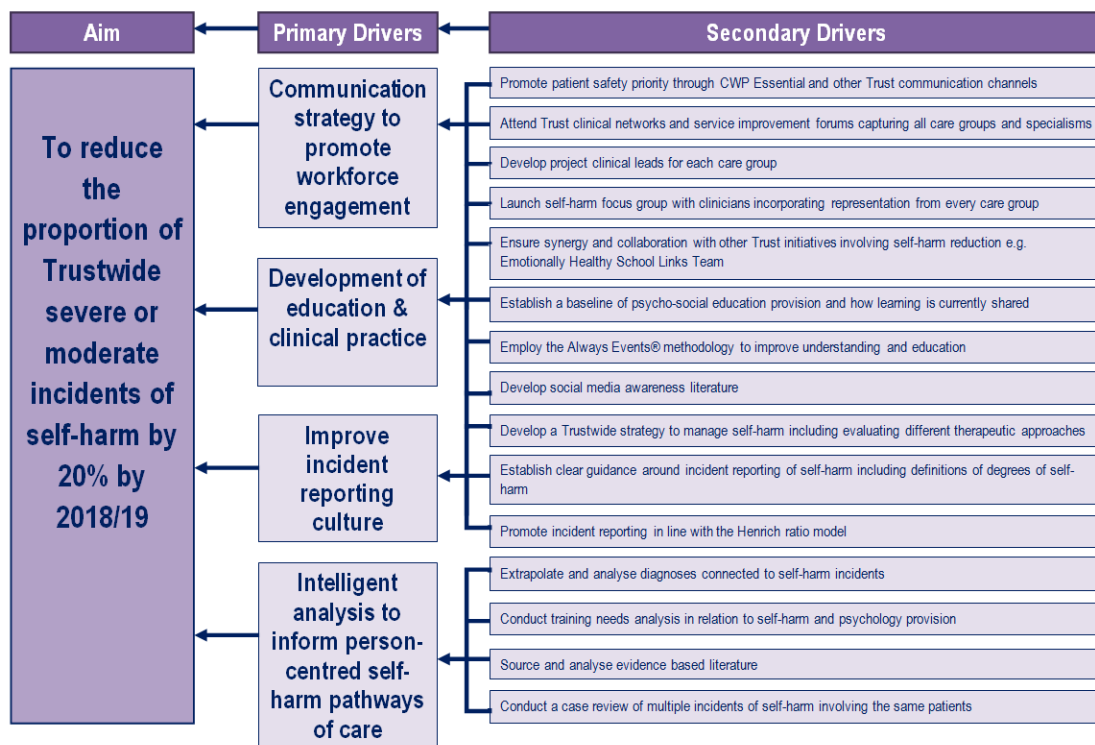 Aim
Primary Drivers
Secondary Drivers
To reduce
the
proportion of
Trustwide
severe or
moderate
incidents of
self-harm by
20% by
2018/19
Communication
strategy to
promote
workforce
engagement
Development of
education &
clinical practice
Improve
incident
reporting
culture
Intelligent
analysis to
inform person-
centred self-
harm pathways
of care
Promote patient safety priority through CWP Essential and other Trust communication channels
Attend Trust clinical networks and service improvement forums capturing all care groups and specialisms
Develop project clinical leads for each care group
Launch self-harm focus group with clinicians incorporating representation from every care group
Ensure synergy and collaboration with other Trust initiatives involving self-harm reduction e.g.
Emotionally Healthy School Links Team
Establish a baseline of psycho-social education provision and how learning is currently shared
Employ the Always Events® methodology to improve understanding and education
Develop social media awareness literature
Develop a Trustwide strategy to manage self-harm including evaluating different therapeutic approaches
Establish clear guidance around incident reporting of self-harm including definitions of degrees of self-
harm
Promote incident reporting in line with the Henrich ratio model
Extrapolate and analyse diagnoses connected to self-harm incidents
Conduct training needs analysis in relation to self-harm and psychology provision
Source and analyse evidence based literature
Conduct a case review of multiple incidents of self-harm involving the same patients